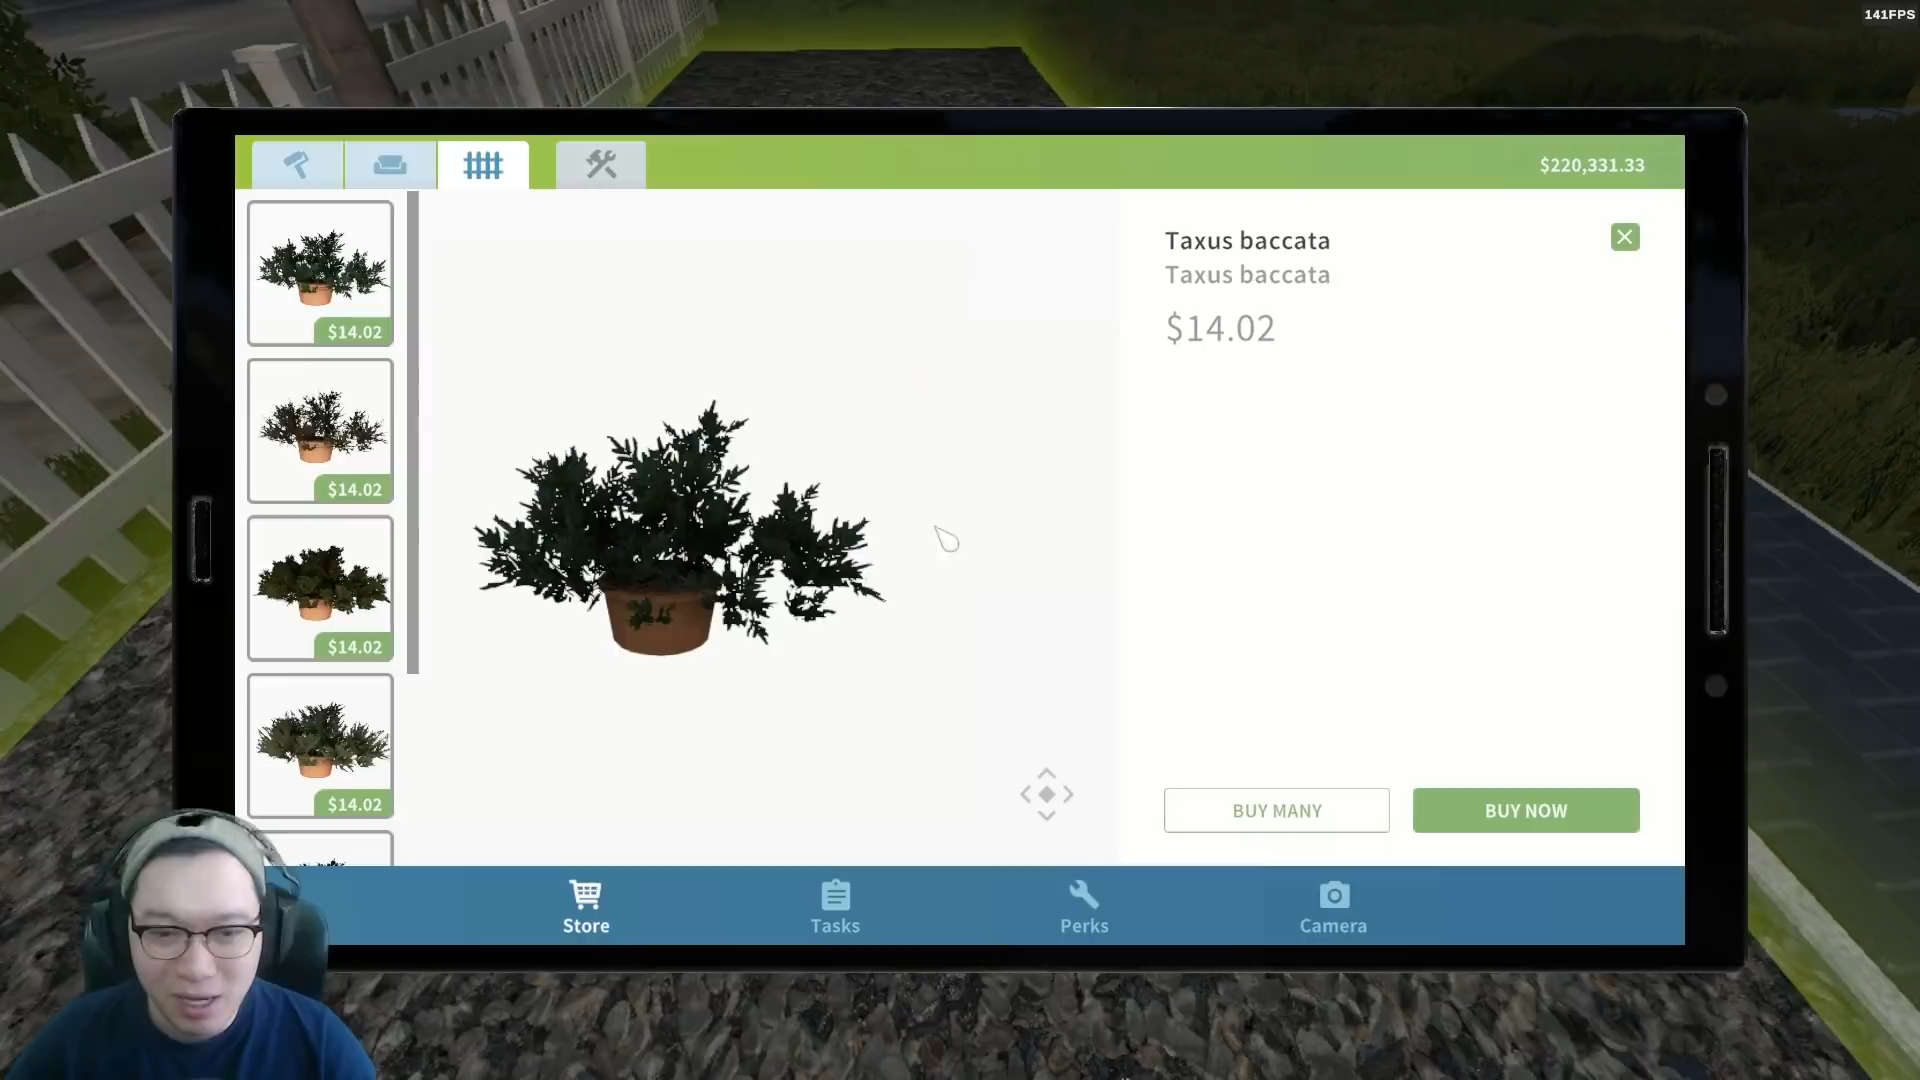 141FPS
$220,331.33
$14.02
$14.02
$14.02
$14.02
Taxus baccata
Taxus baccata
$14.02
BUY MANY
BUY NOW
Store
Tasks
Perks
Camera